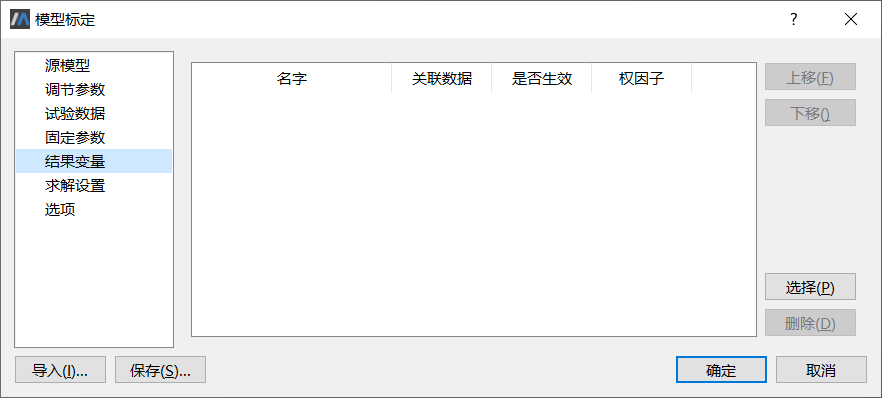 模型标定
?
源模型
调节参数
试验数据
固定参数
结果变量
求解设置
选项
名字 关联数据 是否生效 权因子
上移(F)
下移()
选择(P)
删除(D)
导入(I)... 保存(S)... 确定 取消